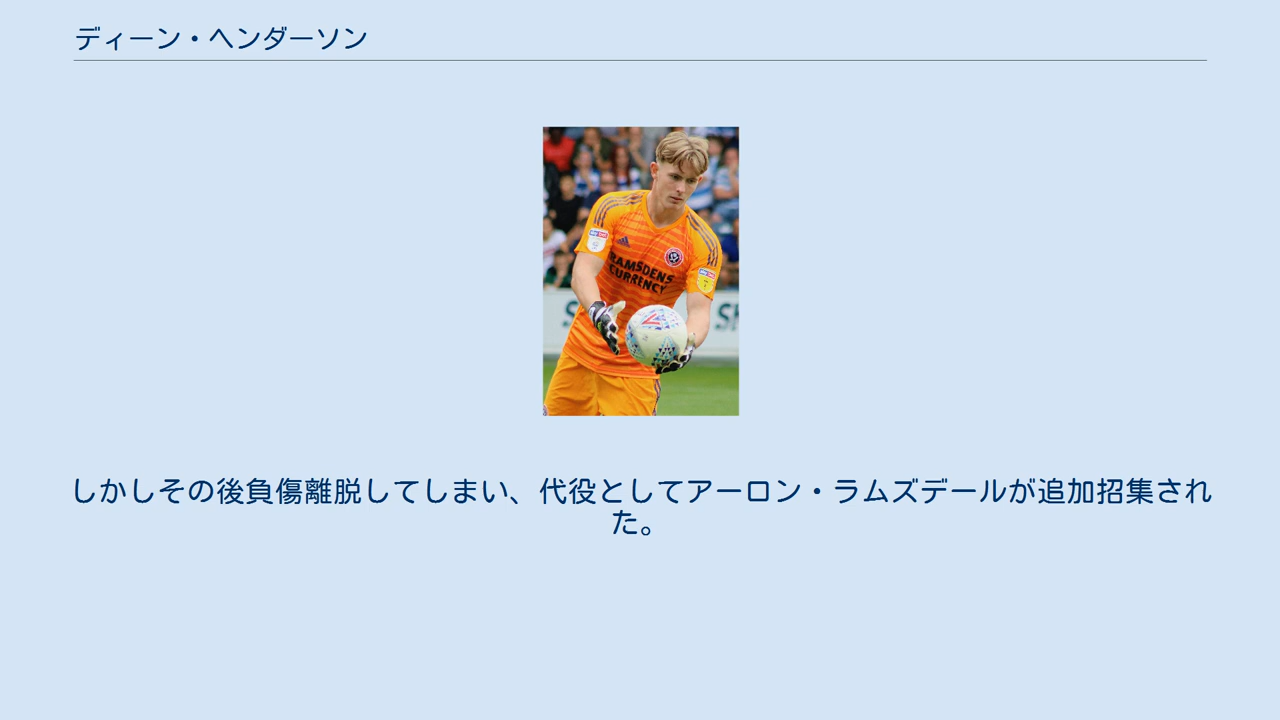 ディーン・ヘンダーソン
RAMSDENS
CURRENCY
しかしその後負傷離脱してしまい、代役としてアーロン・ラムズデールが追加招集され
た。